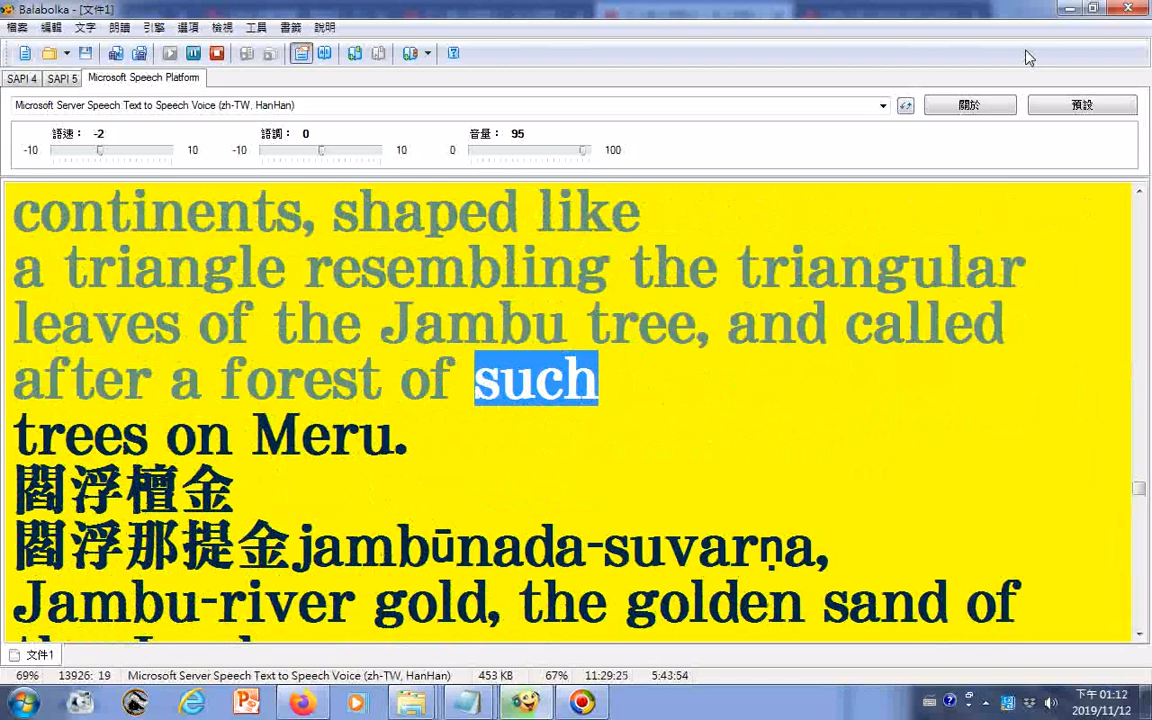 Balabolka - [文件1]
檔案 編輯 文字 朗讀 引擎 選項 檢視 工具 書籤 說明
SAPI 4 SAPI 5 Microsoft Speech Platform
Microsoft Server Speech Text to Speech Voice (zh-TW, HanHan) 關於 預設
語速： -2 語調： 0 音量： 95
-10 10 -10 10 0 100
continents, shaped like
a triangle resembling the triangular
leaves of the Jambu tree, and called
after a forest of such
trees on Meru.
閻浮檀金
閻浮那提金jambūnada-suvarṇa,
Jambu-river gold, the golden sand of
文件1
69% 13926: 19 Microsoft Server Speech Text to Speech Voice (zh-TW, HanHan) 453 KB 67% 11:29:25 5:43:54
下午 01:12
2019/11/12